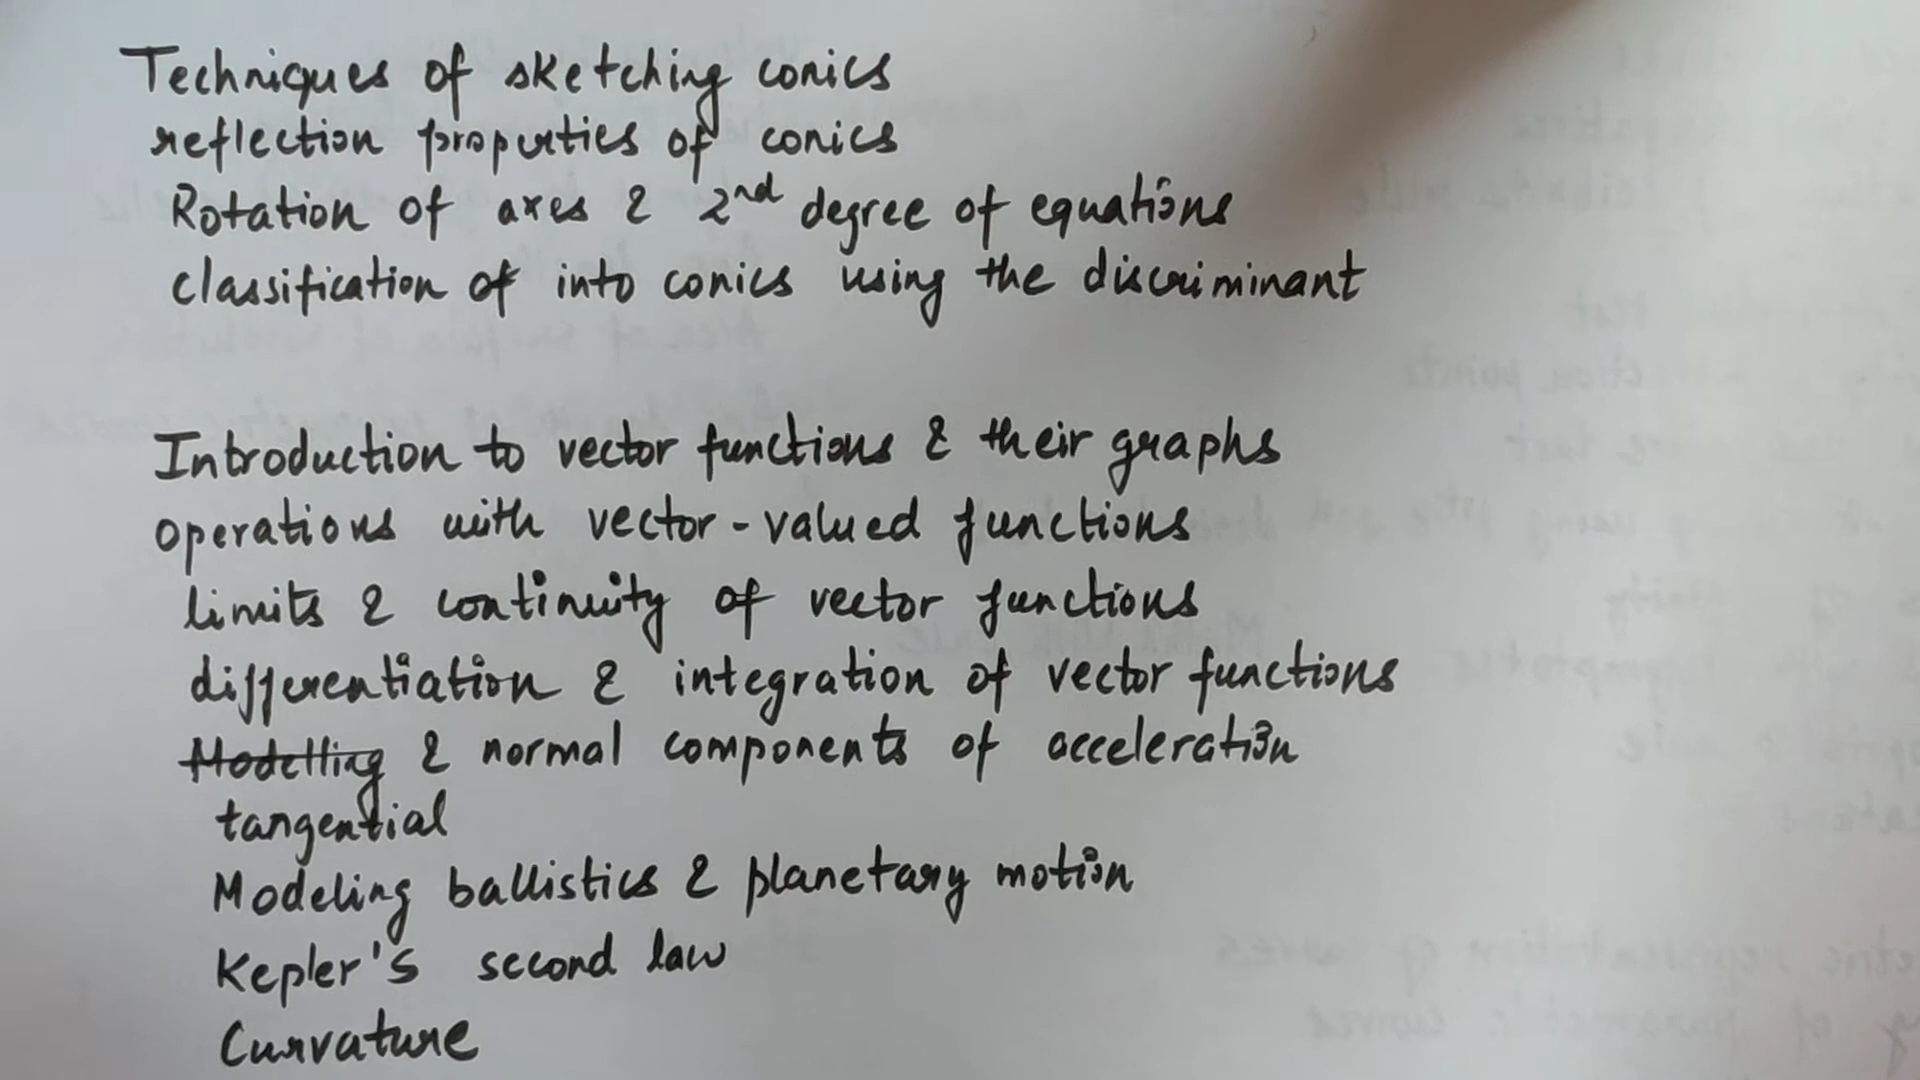 Techniques of sketching conics
reflection properties of conics
Rotation of axes & 2nd degree of equations
classification of into conics using the discriminant
Introduction to vector functions & their graphs
operations with vector-valued functions
limits & continuity of vector functions
differentiation & integration of vector functions
Modelling & normal components of acceleration
tangential
Modeling ballistics & planetary motion
Kepler's second law
Curvature